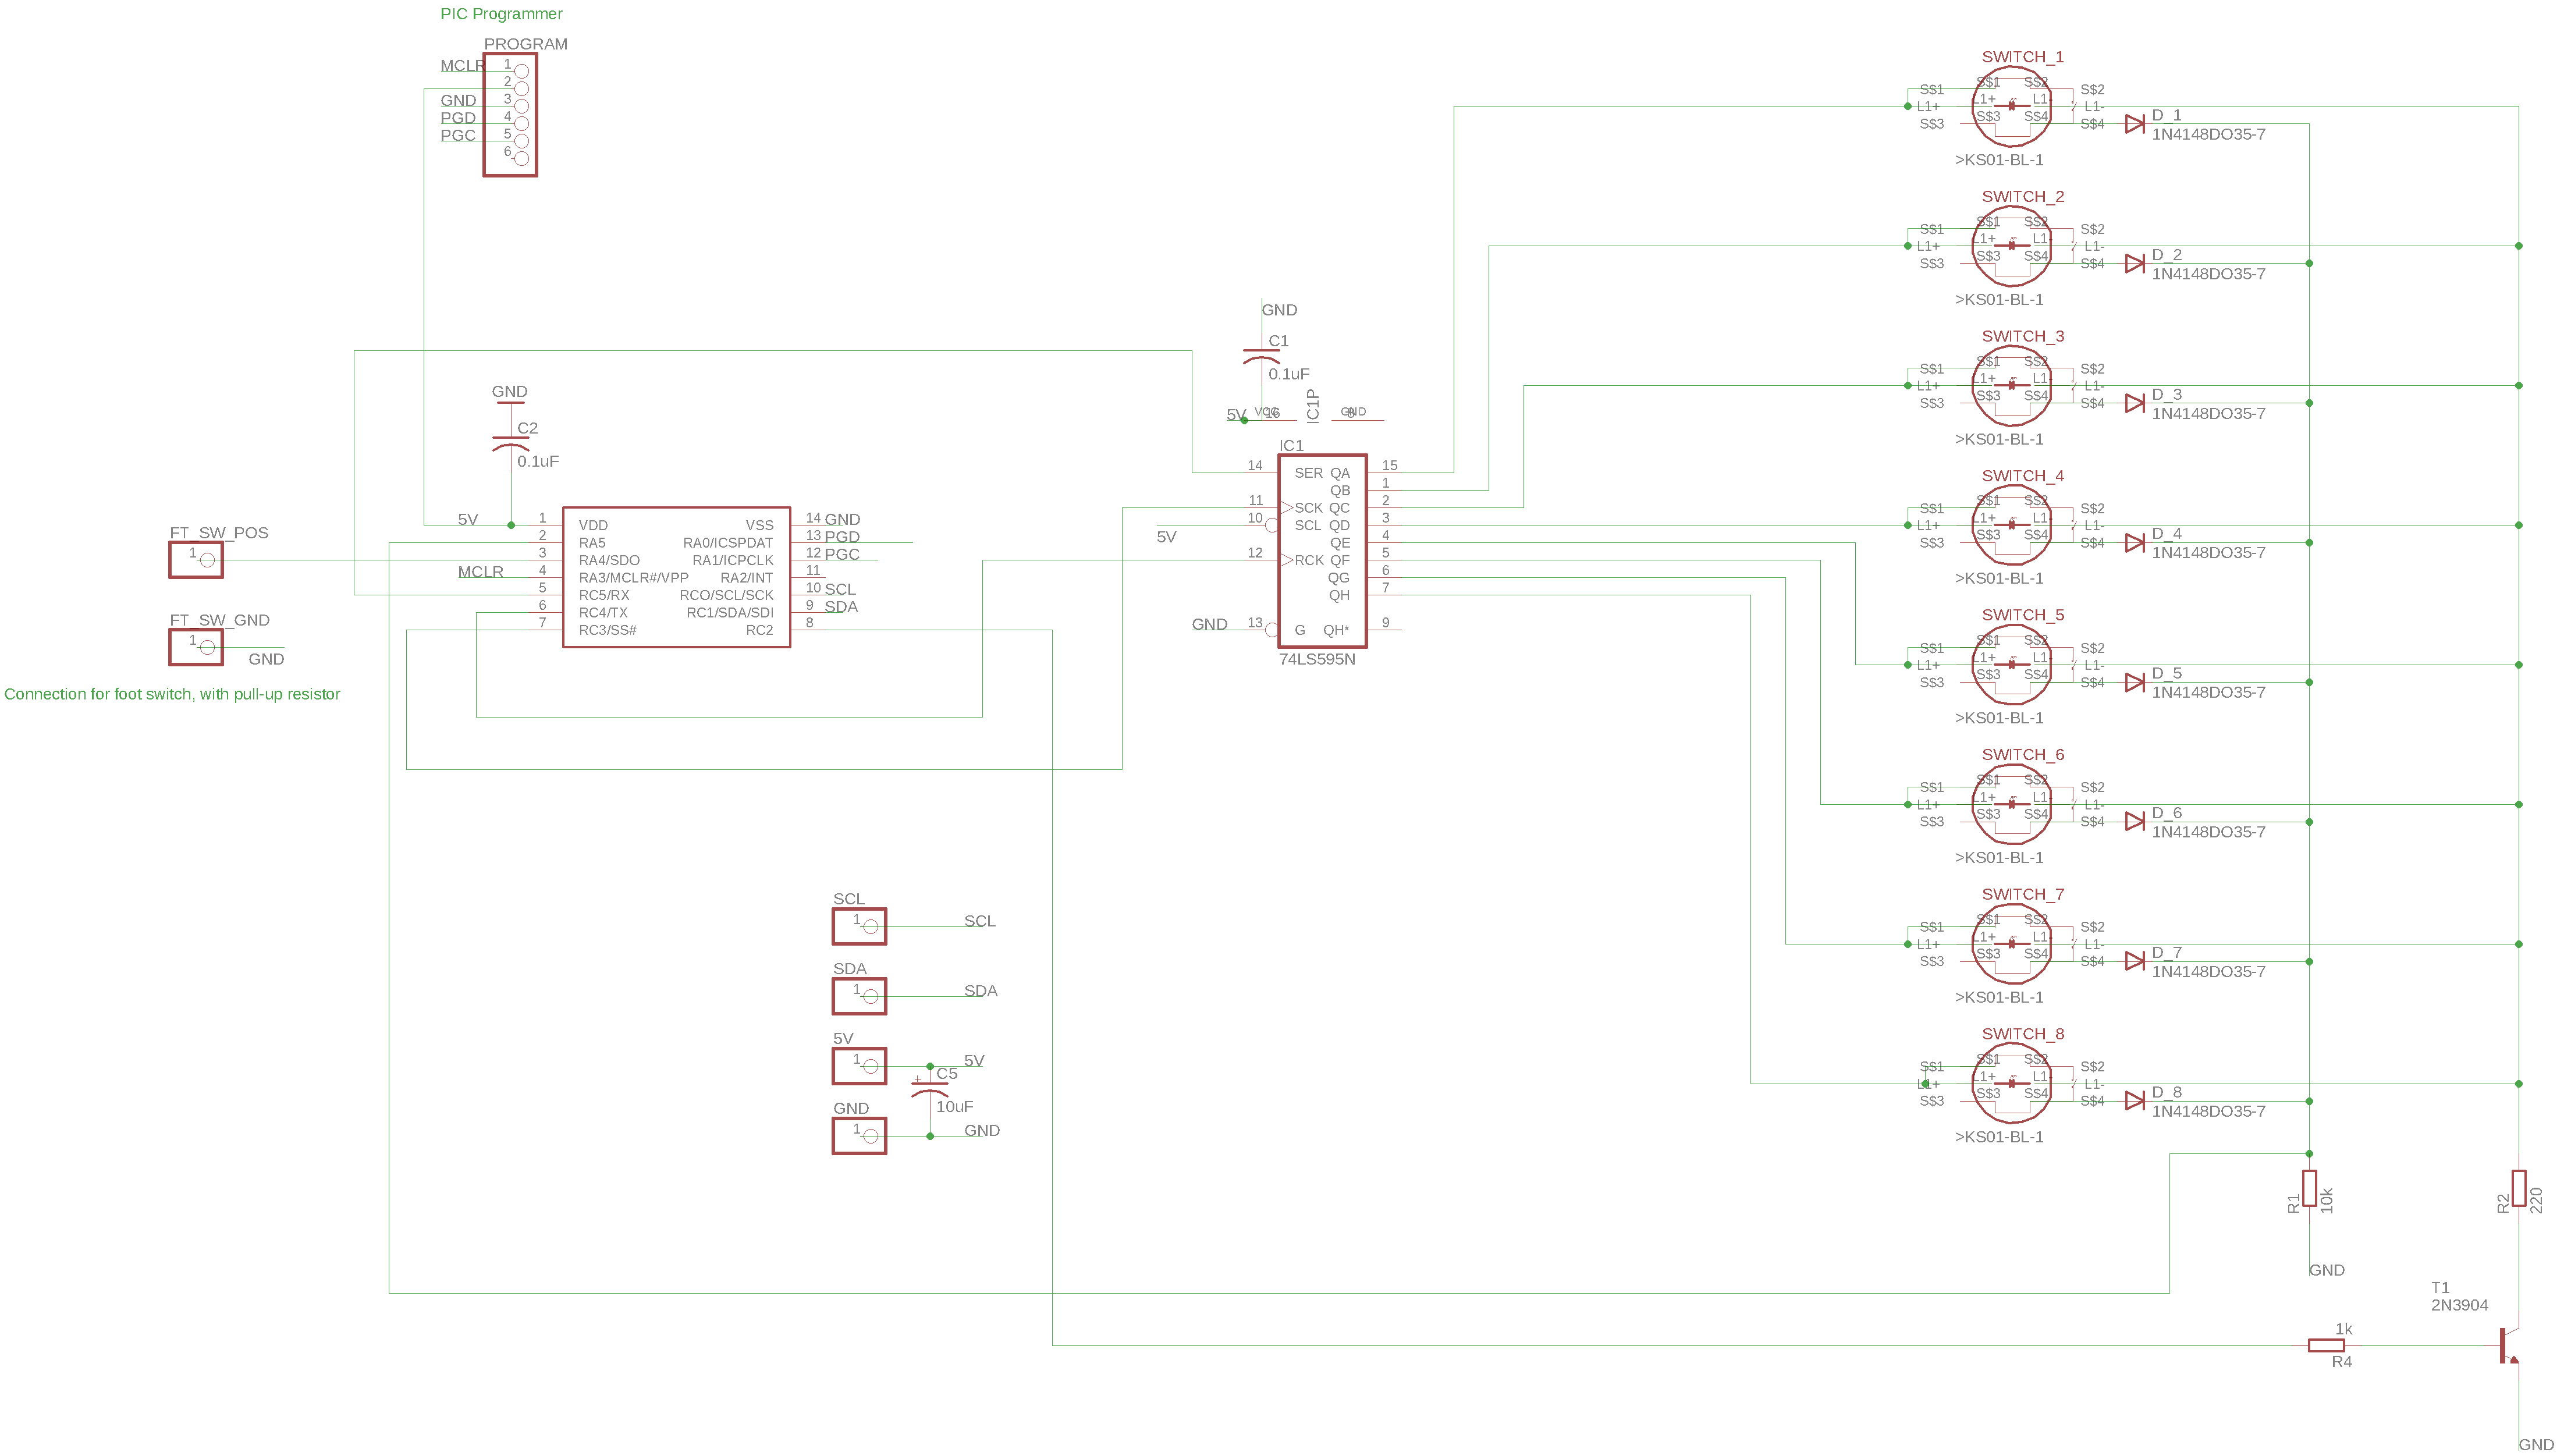 PIC Programmer
PROGRAM
MCLR 1
2
GND 3
PGD 4
PGC 5
6
GND
C2
0.1uF
5V
FT_SW_POS
1
FT_SW_GND
1
GND
Connection for foot switch, with pull-up resistor
MCLR
1 VDD VSS 14 GND
2 RA5 RA0/ICSPDAT 13 PGD
3 RA4/SDO RA1/ICPCLK 12 PGC
4 RA3/MCLR#/VPP RA2/INT 11
5 RC5/RX RCO/SCL/SCK 10 SCL
6 RC4/TX RC1/SDA/SDI 9 SDA
7 RC3/SS# RC2 8
GND
C1
0.1uF
5V VCC 16 IC1P GND 8
IC1
14 SER QA 15
QB 1
11 SCK QC 2
10 SCL QD 3
5V
QE 4
12 RCK QF 5
QG 6
QH 7
GND 13 G QH* 9
74LS595N
SCL
1 SCL
SDA
1 SDA
5V
1 5V
+ C5
10uF
GND
1 GND
SWITCH_1
S$1 S$1 S$2 S$2
L1+ L1+ L1- L1-
S$3 S$3 S$4 S$4
D_1
1N4148DO35-7
>KS01-BL-1
SWITCH_2
S$1 S$1 S$2 S$2
L1+ L1+ L1- L1-
S$3 S$3 S$4 S$4
D_2
1N4148DO35-7
>KS01-BL-1
SWITCH_3
S$1 S$1 S$2 S$2
L1+ L1+ L1- L1-
S$3 S$3 S$4 S$4
D_3
1N4148DO35-7
>KS01-BL-1
SWITCH_4
S$1 S$1 S$2 S$2
L1+ L1+ L1- L1-
S$3 S$3 S$4 S$4
D_4
1N4148DO35-7
>KS01-BL-1
SWITCH_5
S$1 S$1 S$2 S$2
L1+ L1+ L1- L1-
S$3 S$3 S$4 S$4
D_5
1N4148DO35-7
>KS01-BL-1
SWITCH_6
S$1 S$1 S$2 S$2
L1+ L1+ L1- L1-
S$3 S$3 S$4 S$4
D_6
1N4148DO35-7
>KS01-BL-1
SWITCH_7
S$1 S$1 S$2 S$2
L1+ L1+ L1- L1-
S$3 S$3 S$4 S$4
D_7
1N4148DO35-7
>KS01-BL-1
SWITCH_8
S$1 S$1 S$2 S$2
L1+ L1+ L1- L1-
S$3 S$3 S$4 S$4
D_8
1N4148DO35-7
>KS01-BL-1
R1
10k
R2
220
GND
T1
2N3904
1k
R4
GND